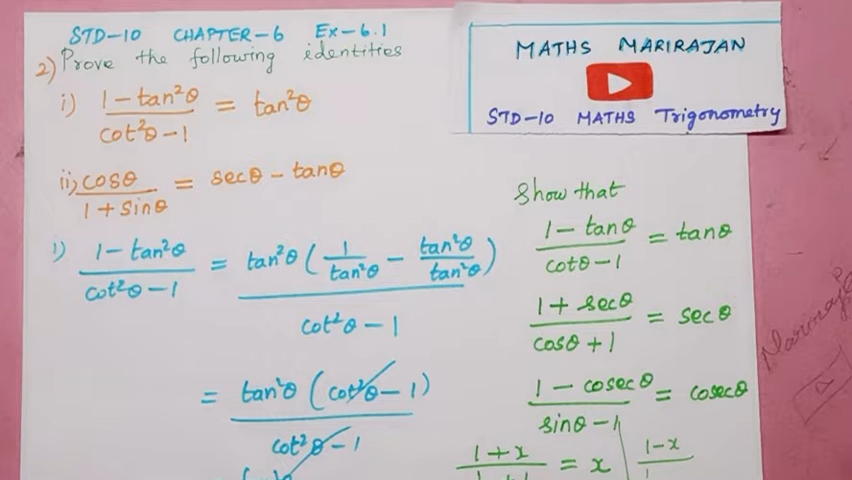 STD-10 CHAPTER-6 Ex-6.1
2) Prove the following identities
i) (1 - tan²θ)/(cot²θ - 1) = tan²θ
ii) cosθ/(1 + sinθ) = secθ - tanθ
i) (1 - tan²θ)/(cot²θ - 1) = tan²θ(1/tan²θ - tan²θ/tan²θ)/(cot²θ - 1)
= tan²θ(cot²θ - 1)/(cot²θ - 1)
MATHS MARIRAJAN
STD-10 MATHS Trigonometry
Show that
(1 - tanθ)/(cotθ - 1) = tanθ
(1 + secθ)/(cosθ + 1) = secθ
(1 - cosecθ)/(sinθ - 1) = cosecθ
1 + x
= x
1 - x